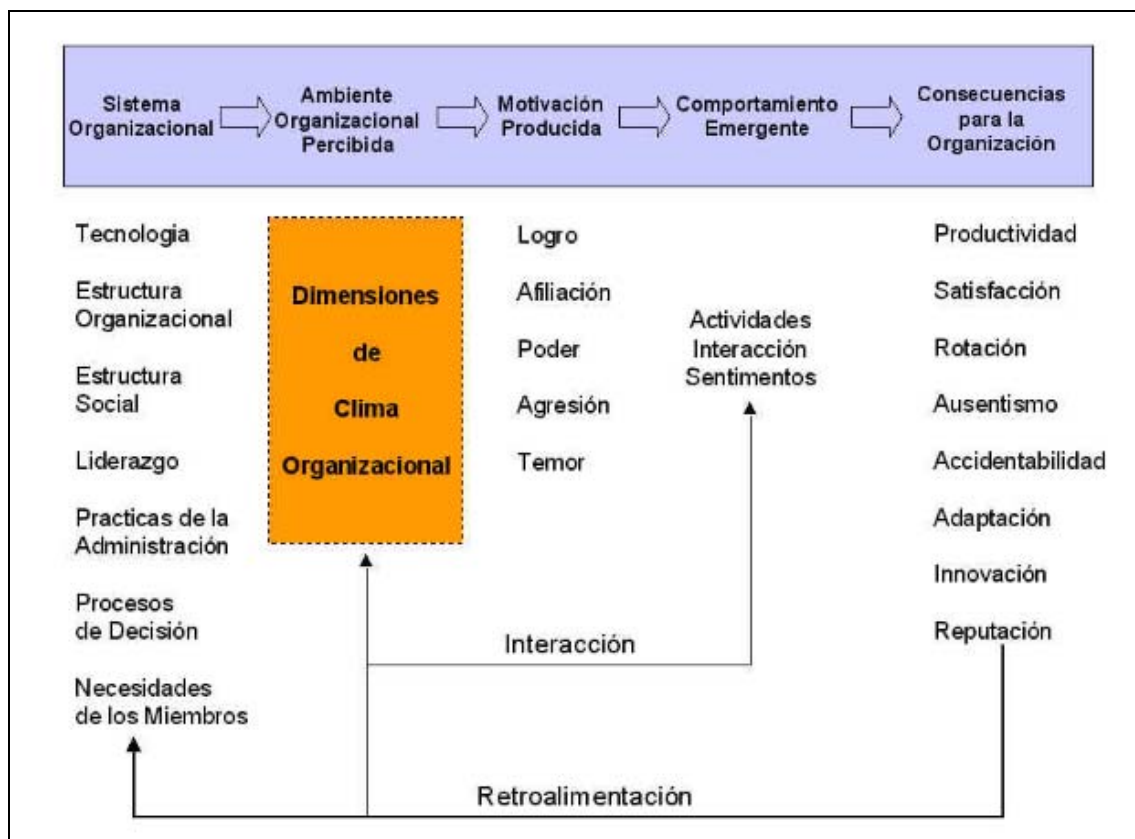 Sistema
Organizacional
Ambiente
Organizacional
Percibida
Motivación
Producida
Comportamiento
Emergente
Consecuencias
para la
Organización
Tecnologia
Estructura
Organizacional
Estructura
Social
Liderazgo
Practicas de la
Administración
Procesos
de Decisión
Necesidades
de los Miembros
Dimensiones
de
Clima
Organizacional
Logro
Afiliación
Poder
Agresión
Temor
Actividades
Interacción
Sentimentos
Productividad
Satisfacción
Rotación
Ausentismo
Accidentabilidad
Adaptación
Innovación
Reputación
Interacción
Retroalimentación